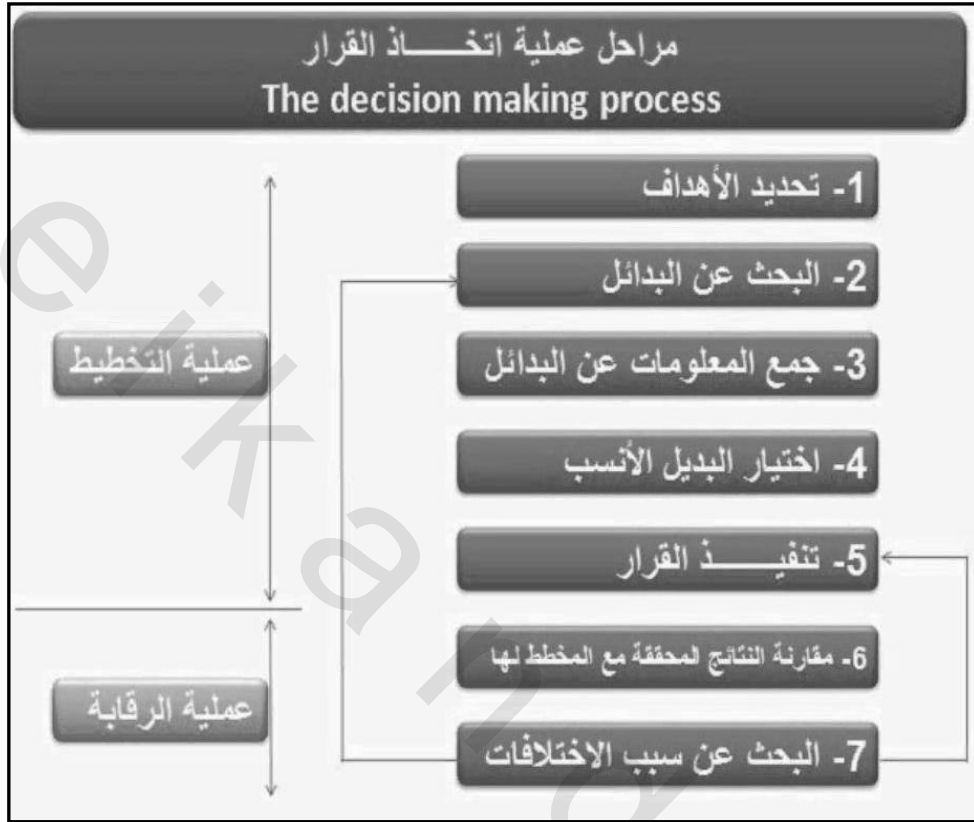 مراحل عملية اتخـــــاذ القرار
The decision making process
1- تحديد الأهداف
2- البحث عن البدائل
3- جمع المعلومات عن البدائل
4- اختيار البديل الأنسب
5- تنفيـــــذ القرار
6- مقارنة النتائج المحققة مع المخطط لها
7- البحث عن سبب الاختلافات
عملية التخطيط
عملية الرقابة